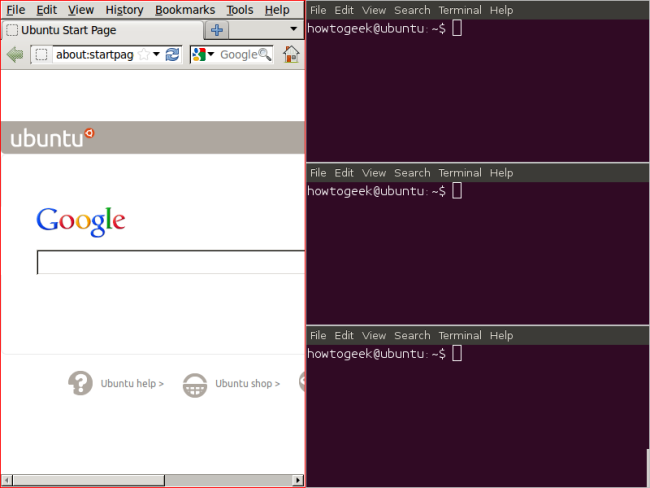 File Edit View History Bookmarks Tools Help
Ubuntu Start Page
about:startpag
Google
ubuntu
Google
Ubuntu help >
Ubuntu shop >
File Edit View Search Terminal Help
howtogeek@ubuntu:~$
File Edit View Search Terminal Help
howtogeek@ubuntu:~$
File Edit View Search Terminal Help
howtogeek@ubuntu:~$